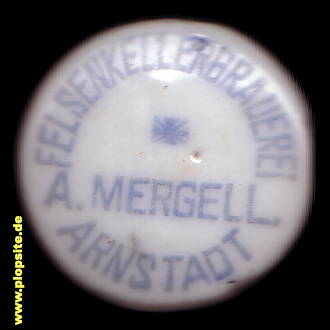 FELSENKELLERBRAUEREI
A. MERGELL.
ARNSTADT
www.plopsite.de